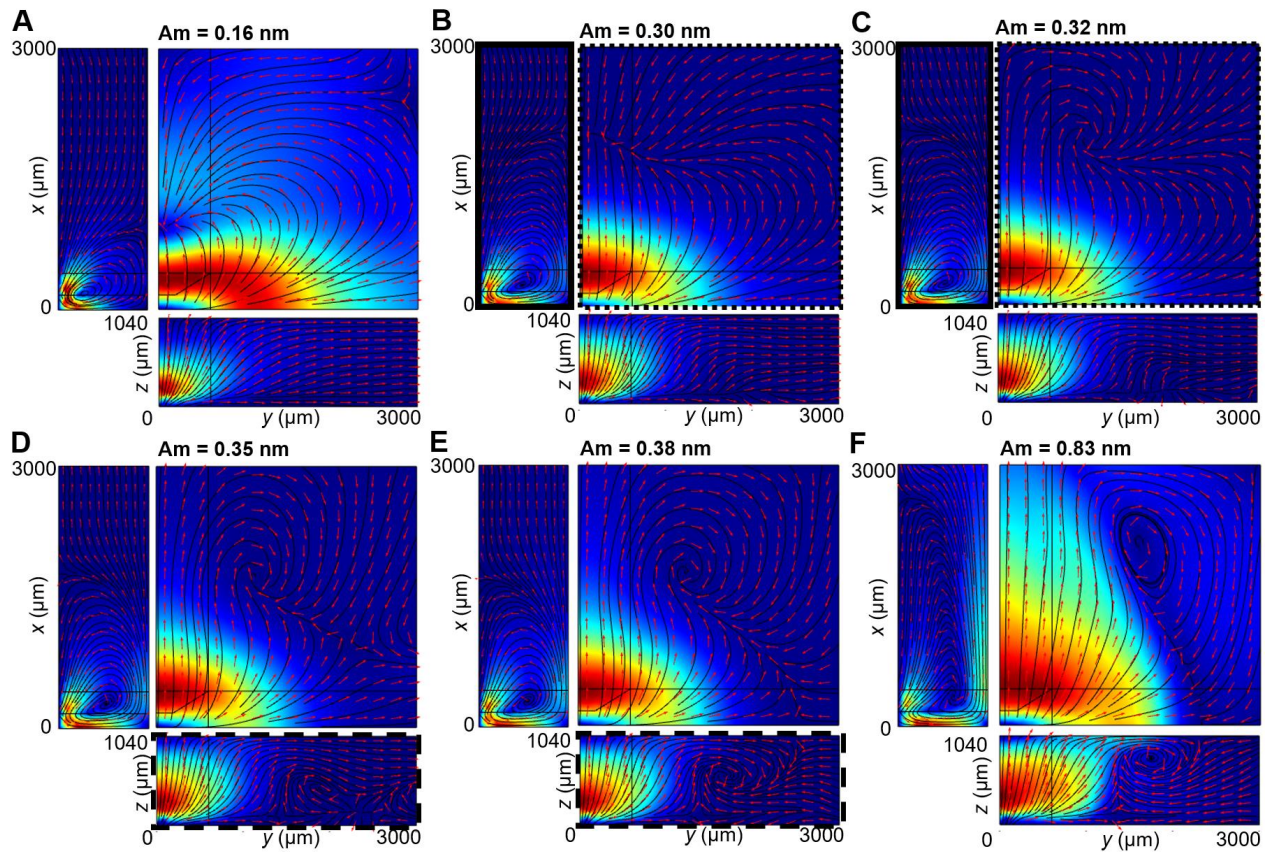 A
Am = 0.16 nm
3000
x (µm)
0
1040
z (µm)
0
y (µm)
3000
B
Am = 0.30 nm
3000
x (µm)
0
1040
z (µm)
0
y (µm)
3000
C
Am = 0.32 nm
3000
x (µm)
0
1040
z (µm)
0
y (µm)
3000
D
Am = 0.35 nm
3000
x (µm)
0
1040
z (µm)
0
y (µm)
3000
E
Am = 0.38 nm
3000
x (µm)
0
1040
z (µm)
0
y (µm)
3000
F
Am = 0.83 nm
3000
x (µm)
0
1040
z (µm)
0
y (µm)
3000